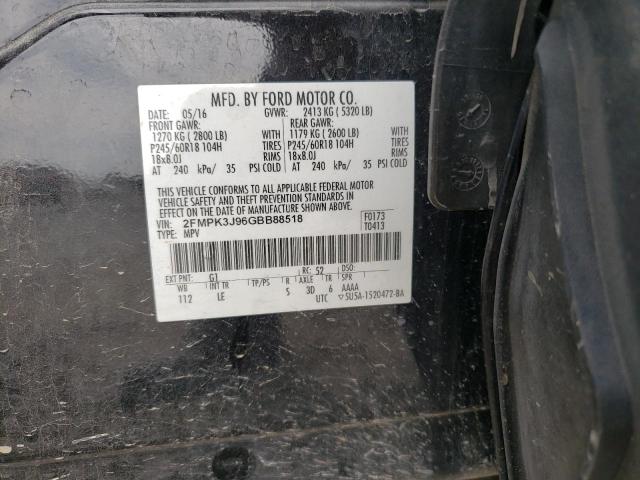 MFD. BY FORD MOTOR CO.
DATE: 05/16 GVWR: 2413 KG ( 5320 LB)
FRONT GAWR: REAR GAWR:
1270 KG ( 2800 LB) WITH 1179 KG ( 2600 LB) WITH
P245/60R18 104H TIRES P245/60R18 104H TIRES
18x8.0J RIMS 18x8.0J RIMS
AT 240 kPa/ 35 PSI COLD AT 240 kPa/ 35 PSI COLD
THIS VEHICLE CONFORMS TO ALL APPLICABLE FEDERAL MOTOR
VEHICLE SAFETY AND THEFT PREVENTION STANDARDS IN
EFFECT ON THE DATE OF MANUFACTURE SHOWN ABOVE.
VIN: 2FMPK3J96GBB88518 F0173
TYPE: MPV T0413
EXT PNT: G1 RC: 52 DSO:
WB INT TR TP/PS R AXLE TR SPR
112 LE S 3D 6 AAAA
UTC ▽SU5A-1520472-BA